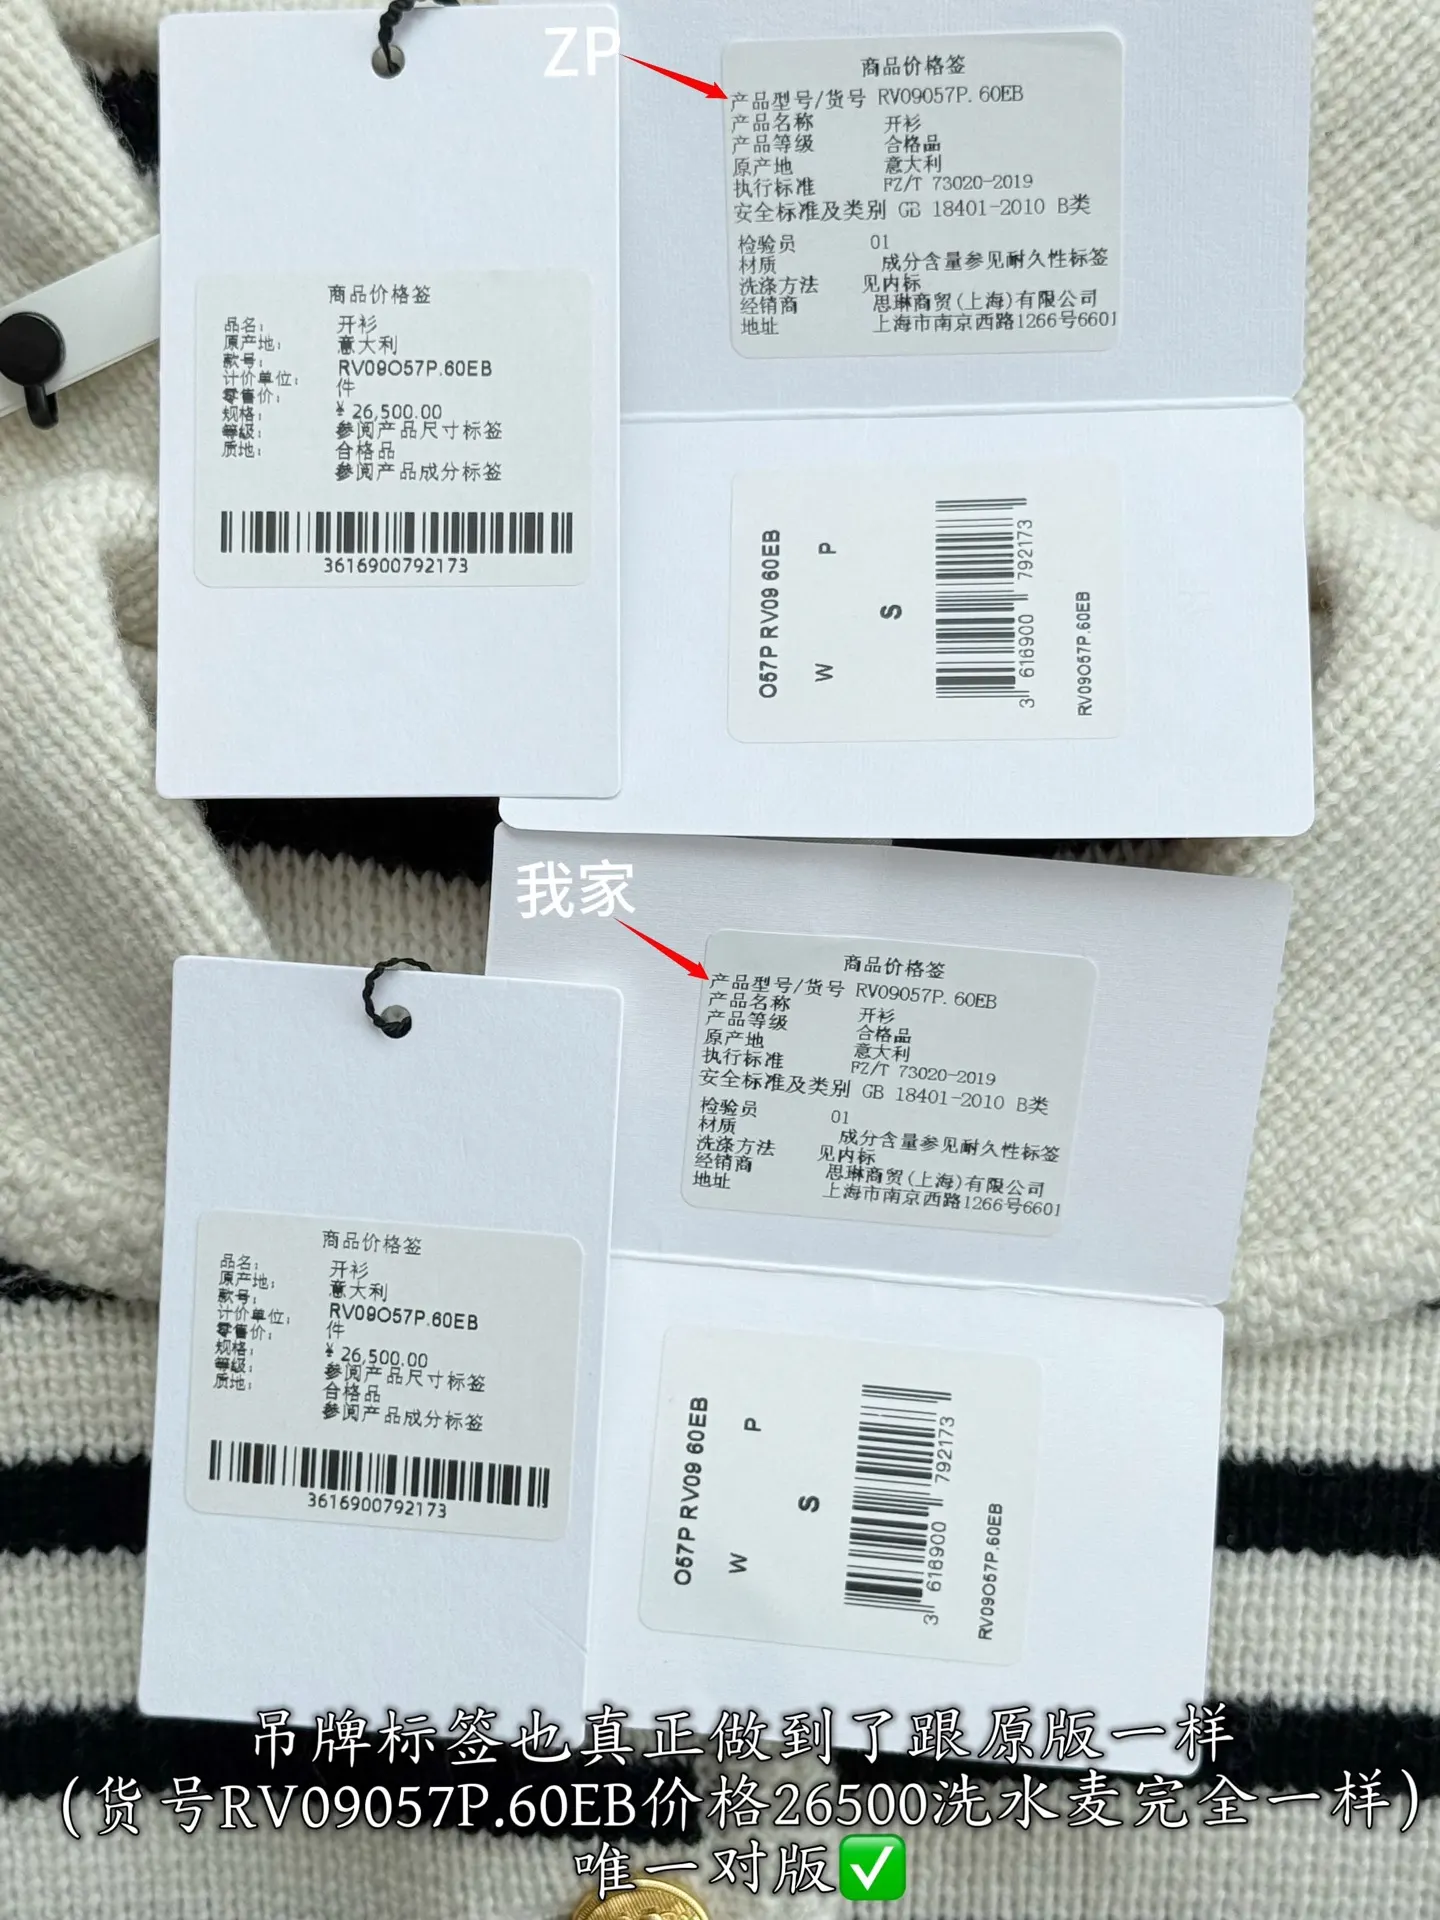 ZP
商品价格签
产品型号/货号 RV09057P.60EB
产品名称 开衫
产品等级 合格品
原产地 意大利
执行标准 FZ/T 73020-2019
安全标准及类别 GB 18401-2010 B类
检验员 01
材质 成分含量参见耐久性标签
洗涤方法 见内标
经销商 思琳商贸(上海)有限公司
地址 上海市南京西路1266号6601
商品价格签
品名: 开衫
原产地: 意大利
款号: RV09O57P.60EB
计价单位: 件
零售价: ¥ 26,500.00
规格: 参阅产品尺寸标签
等级: 合格品
质地: 参阅产品成分标签
3616900792173
O57P RV09 60EB
W P
S
3 616900 792173
RV09O57P.60EB
我家
商品价格签
产品型号/货号 RV09057P.60EB
产品名称 开衫
产品等级 合格品
原产地 意大利
执行标准 FZ/T 73020-2019
安全标准及类别 GB 18401-2010 B类
检验员 01
材质 成分含量参见耐久性标签
洗涤方法 见内标
经销商 思琳商贸(上海)有限公司
地址 上海市南京西路1266号6601
商品价格签
品名: 开衫
原产地: 意大利
款号: RV09O57P.60EB
计价单位: 件
零售价: ¥ 26,500.00
规格: 参阅产品尺寸标签
等级: 合格品
质地: 参阅产品成分标签
3616900792173
O57P RV09 60EB
W P
S
3 616900 792173
RV09O57P.60EB
吊牌标签也真正做到了跟原版一样
(货号RV09057P.60EB价格26500洗水麦完全一样)
唯一对版✅